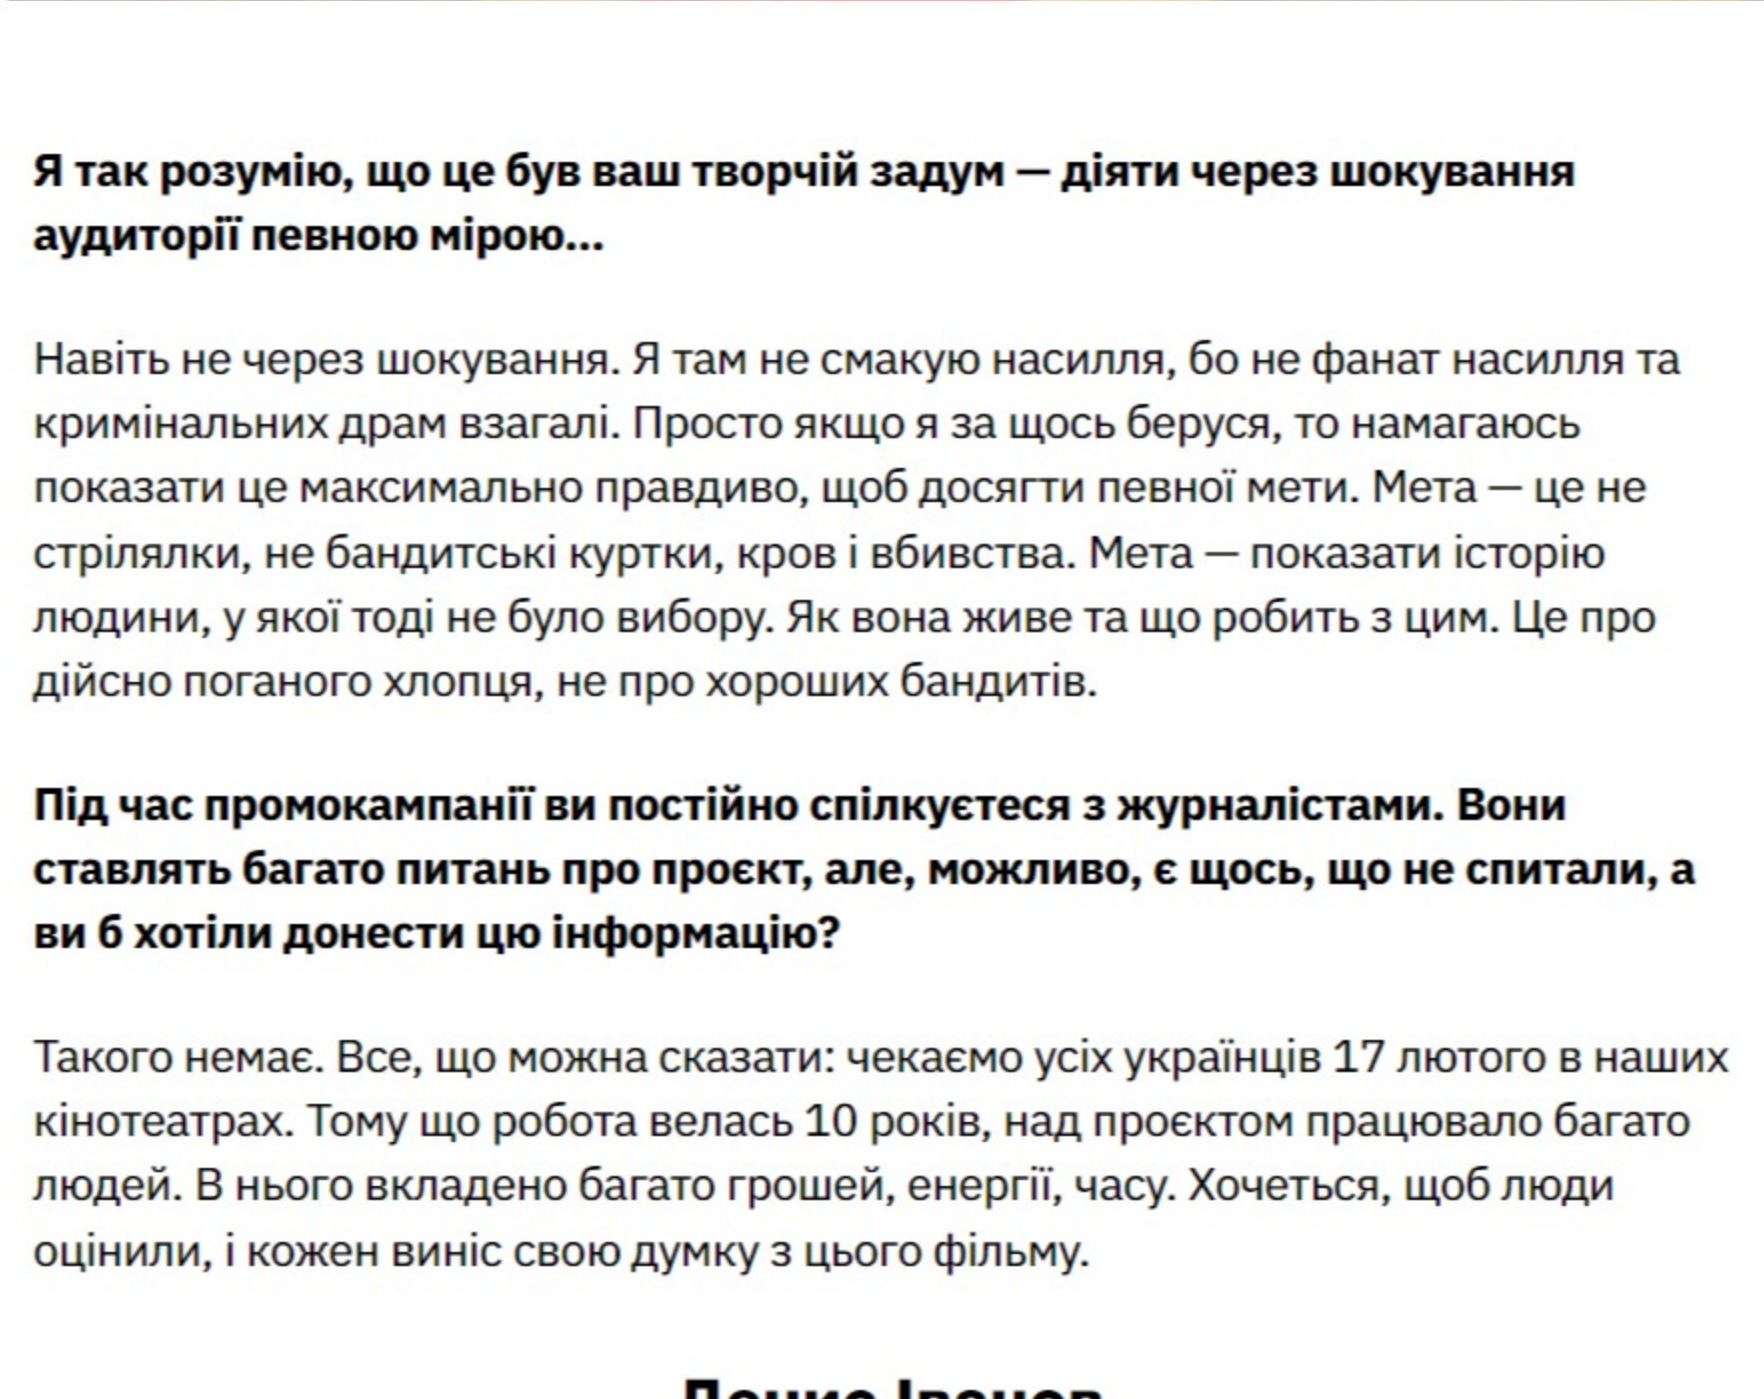 Я так розумію, що це був ваш творчій задум — діяти через шокування
аудиторії певною мірою...
Навіть не через шокування. Я там не смакую насилля, бо не фанат насилля та
кримінальних драм взагалі. Просто якщо я за щось беруся, то намагаюсь
показати це максимально правдиво, щоб досягти певної мети. Мета — це не
стрілялки, не бандитські куртки, кров і вбивства. Мета — показати історію
людини, у якої тоді не було вибору. Як вона живе та що робить з цим. Це про
дійсно поганого хлопця, не про хороших бандитів.
Під час промокампанії ви постійно спілкуєтеся з журналістами. Вони
ставлять багато питань про проєкт, але, можливо, є щось, що не спитали, а
ви б хотіли донести цю інформацію?
Такого немає. Все, що можна сказати: чекаємо усіх українців 17 лютого в наших
кінотеатрах. Тому що робота велась 10 років, над проєктом працювало багато
людей. В нього вкладено багато грошей, енергії, часу. Хочеться, щоб люди
оцінили, і кожен виніс свою думку з цього фільму.
Денис Іванов